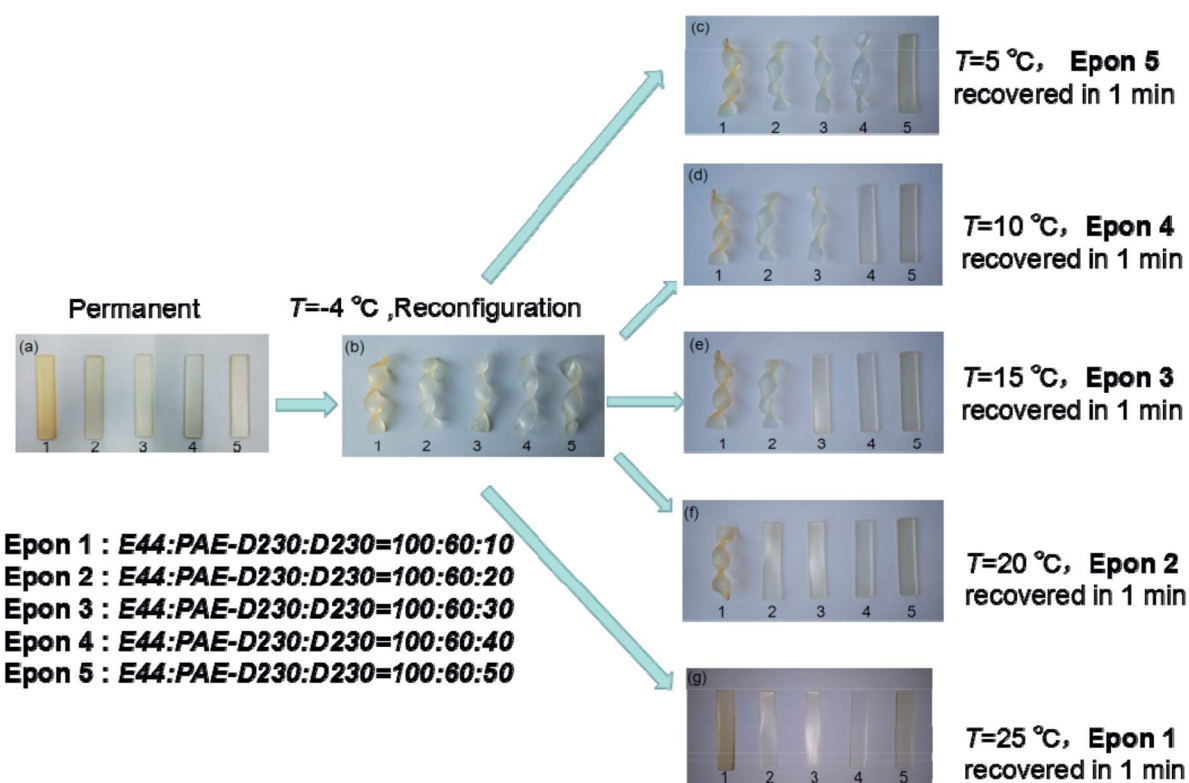 (c)
1 2 3 4 5
T=5 ℃, Epon 5
recovered in 1 min
(d)
1 2 3 4 5
T=10 ℃, Epon 4
recovered in 1 min
Permanent
T=-4 ℃ ,Reconfiguration
(a)
1 2 3 4 5
(b)
1 2 3 4 5
(e)
1 2 3 4 5
T=15 ℃, Epon 3
recovered in 1 min
Epon 1 : E44:PAE-D230:D230=100:60:10
Epon 2 : E44:PAE-D230:D230=100:60:20
Epon 3 : E44:PAE-D230:D230=100:60:30
Epon 4 : E44:PAE-D230:D230=100:60:40
Epon 5 : E44:PAE-D230:D230=100:60:50
(f)
1 2 3 4 5
T=20 ℃, Epon 2
recovered in 1 min
(g)
1 2 3 4 5
T=25 ℃, Epon 1
recovered in 1 min